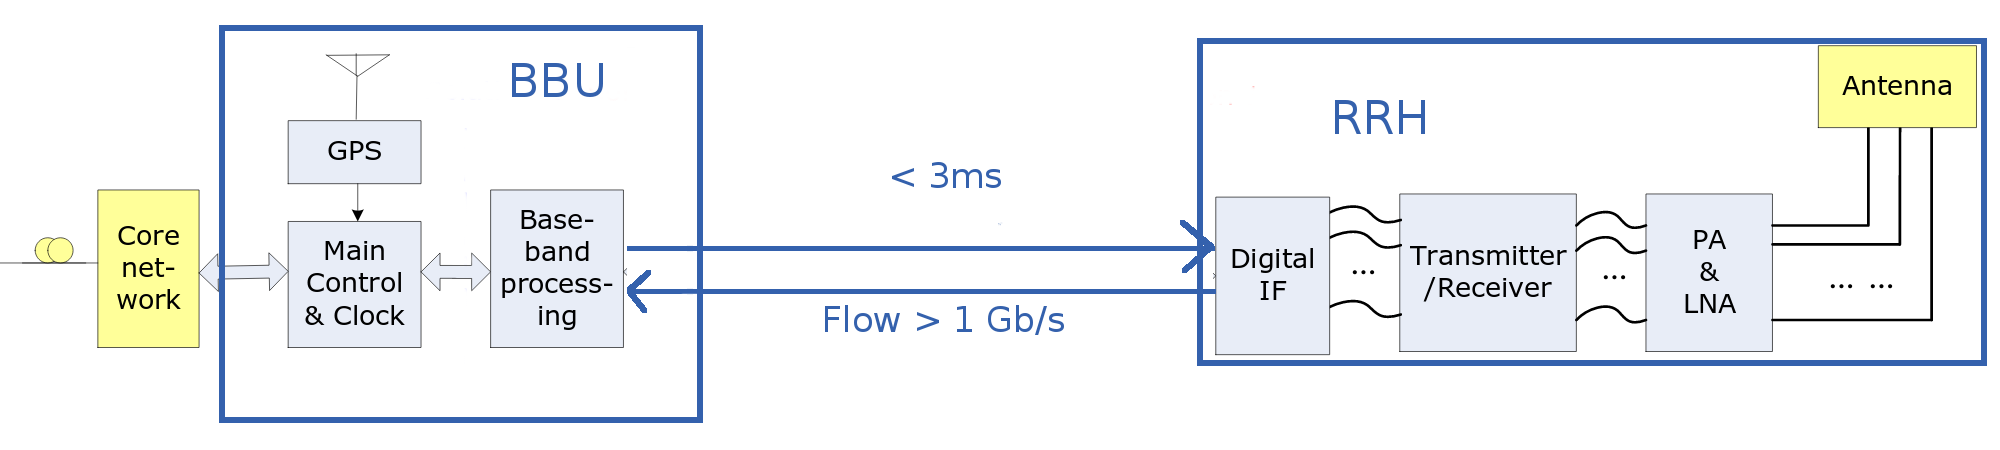 BBU
GPS
Core
net-
work
Main
Control
& Clock
Base-
band
process-
ing
< 3ms
Flow > 1 Gb/s
RRH
Antenna
Digital
IF
...
Transmitter
/Receiver
...
PA
&
LNA
... ...